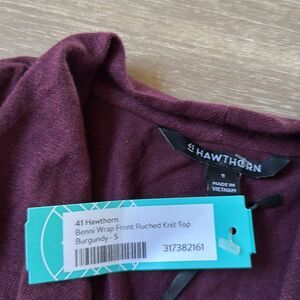 41 HAWTHORN
S
MADE IN
VIETNAM
41 Hawthorn
Benni Wrap Front Ruched Knit Top
Burgundy - S
317382161